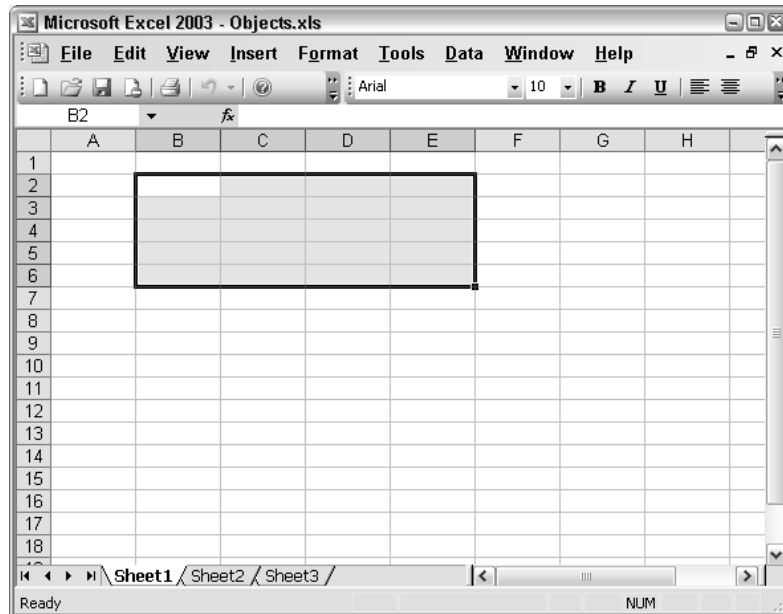 Microsoft Excel 2003 - Objects.xls
File Edit View Insert Format Tools Data Window Help
Arial 10 B I U
B2 fx
A B C D E F G H
1
2
3
4
5
6
7
8
9
10
11
12
13
14
15
16
17
18
Sheet1 Sheet2 Sheet3
Ready NUM